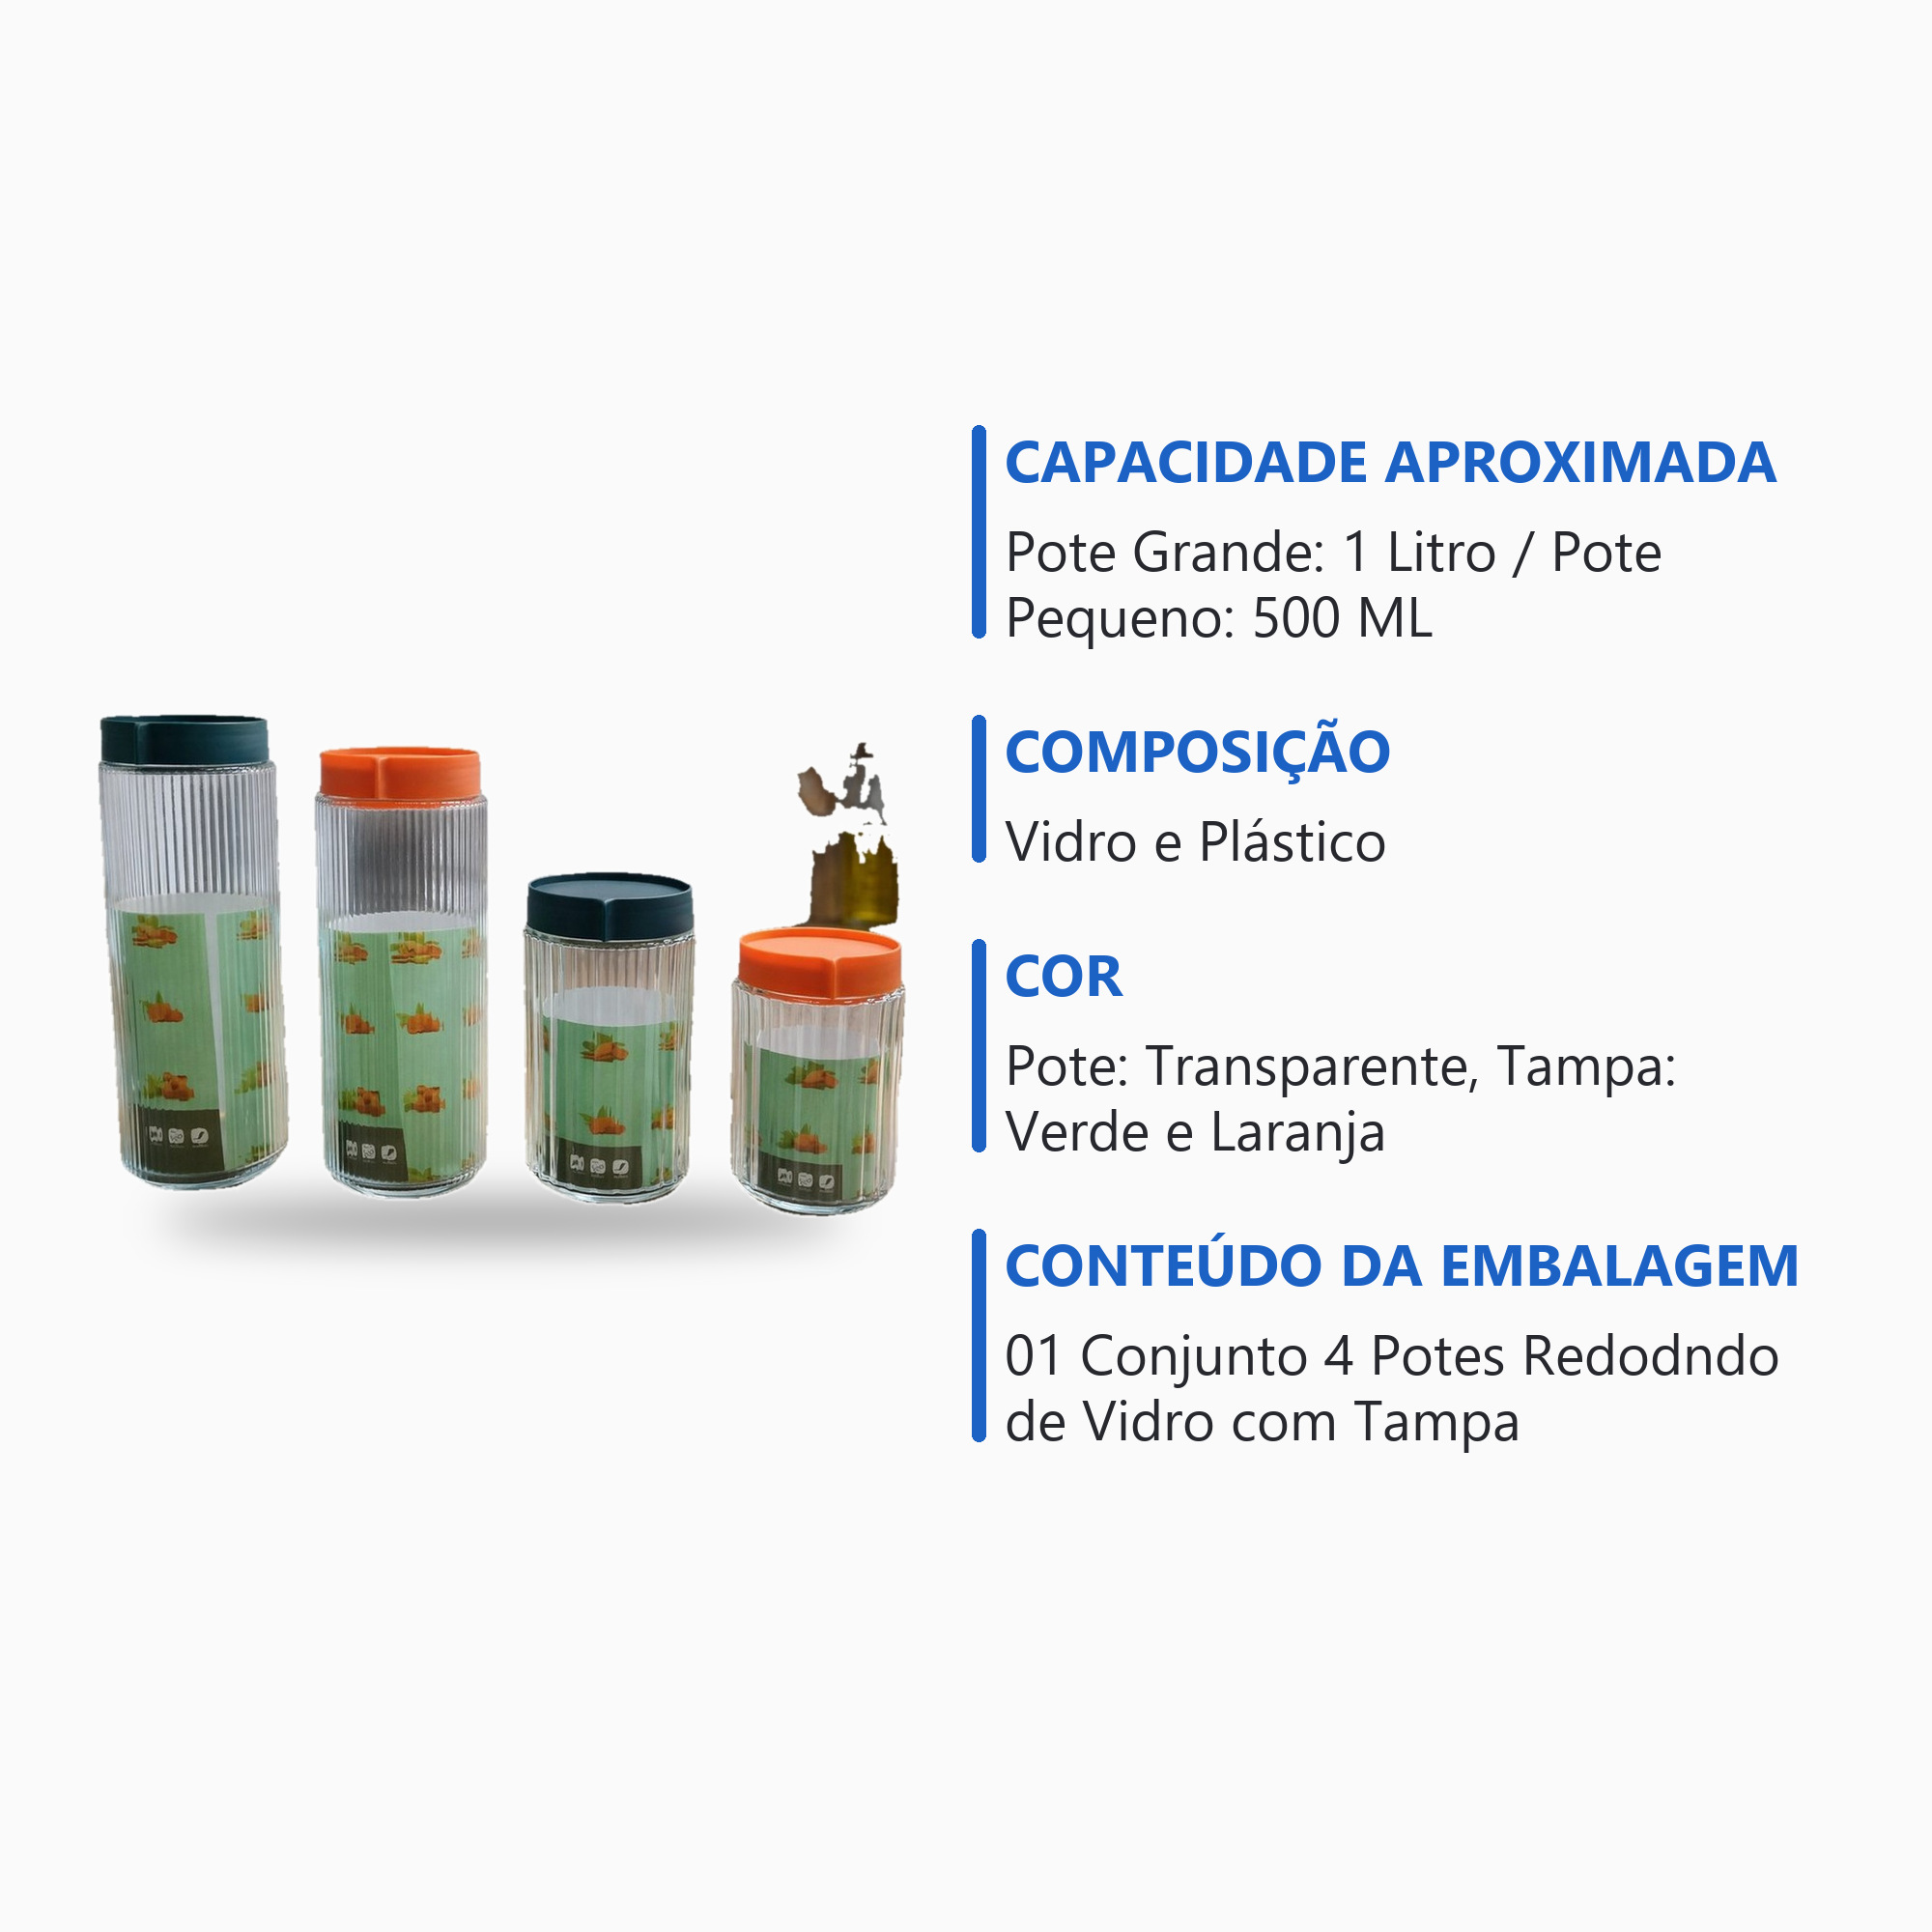 CAPACIDADE APROXIMADA
Pote Grande: 1 Litro / Pote
Pequeno: 500 ML
COMPOSIÇÃO
Vidro e Plástico
COR
Pote: Transparente, Tampa:
Verde e Laranja
CONTEÚDO DA EMBALAGEM
01 Conjunto 4 Potes Redodndo
de Vidro com Tampa